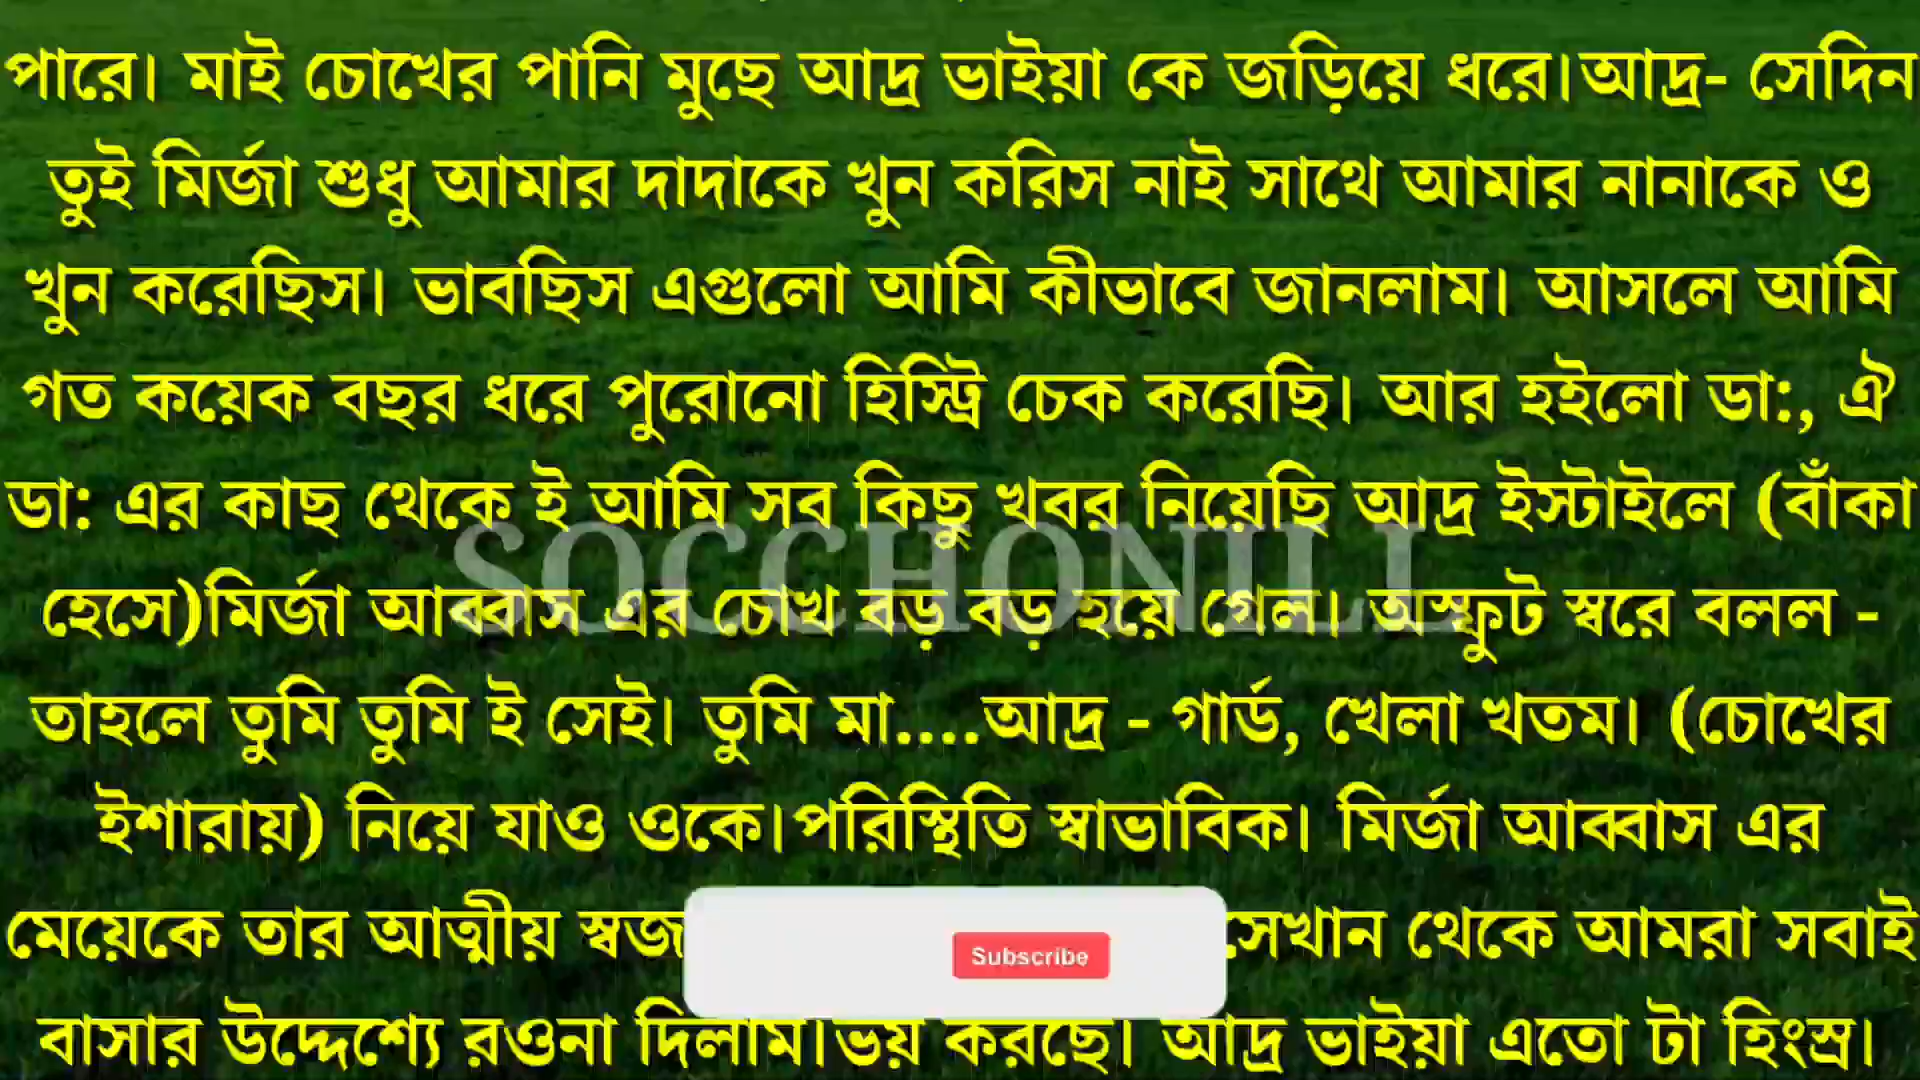 পারে। মাই চোখের পানি মুছে আদ্র ভাইয়া কে জড়িয়ে ধরে।আদ্র- সেদিন
তুই মির্জা শুধু আমার দাদাকে খুন করিস নাই সাথে আমার নানাকে ও
খুন করেছিস। ভাবছিস এগুলো আমি কীভাবে জানলাম। আসলে আমি
গত কয়েক বছর ধরে পুরোনো হিস্ট্রি চেক করেছি। আর হইলো ডা:, ঐ
ডা: এর কাছ থেকে ই আমি সব কিছু খবর নিয়েছি আদ্র ইস্টাইলে (বাঁকা
SOCCHONILL
হেসে)মির্জা আব্বাস এর চোখ বড় বড় হয়ে গেল। অস্ফুট স্বরে বলল -
তাহলে তুমি তুমি ই সেই। তুমি মা....আদ্র - গার্ড, খেলা খতম। (চোখের
ইশারায়) নিয়ে যাও ওকে।পরিস্থিতি স্বাভাবিক। মির্জা আব্বাস এর
মেয়েকে তার আত্মীয় সেখান থেকে আমরা সবাই
Subscribe
বাসার উদ্দেশ্যে রওনা দিলাম।ভয় করছে। আদ্র ভাইয়া এতো টা হিংস্র।